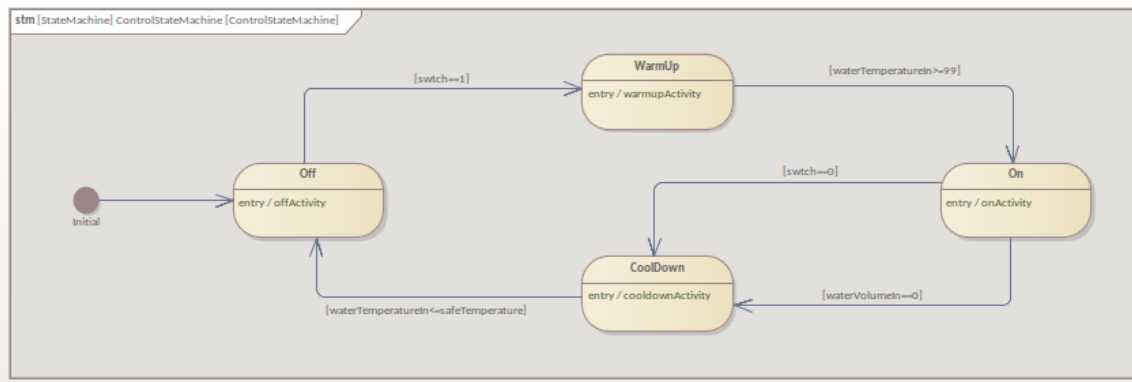 stm [StateMachine] ControlStateMachine [ControlStateMachine]
WarmUp
entry / warmupActivity
[swtch==1]
[waterTemperatureIn>=99]
Off
entry / offActivity
Initial
[swtch==0]
On
entry / onActivity
CoolDown
entry / cooldownActivity
[waterVolumeIn==0]
[waterTemperatureIn<=safeTemperature]